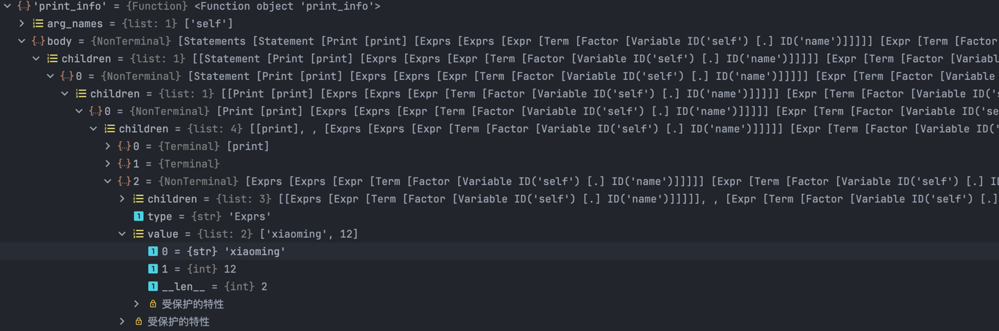 'print_info' = {Function} <Function object 'print_info'>
arg_names = {list: 1} ['self']
body = {NonTerminal} [Statements [Statement [Print [print] [Exprs [Exprs [Expr [Term [Factor [Variable ID('self') [.] ID('name')]]]]] [Expr [Term [Factor
children = {list: 1} [[Statement [Print [print] [Exprs [Exprs [Expr [Term [Factor [Variable ID('self') [.] ID('name')]]]]] [Expr [Term [Factor [Variabl
0 = {NonTerminal} [Statement [Print [print] [Exprs [Exprs [Expr [Term [Factor [Variable ID('self') [.] ID('name')]]]]] [Expr [Term [Factor [Variable
children = {list: 1} [[Print [print] [Exprs [Exprs [Expr [Term [Factor [Variable ID('self') [.] ID('name')]]]]] [Expr [Term [Factor [Variable ID('s
0 = {NonTerminal} [Print [print] [Exprs [Exprs [Expr [Term [Factor [Variable ID('self') [.] ID('name')]]]]] [Expr [Term [Factor [Variable ID('se
children = {list: 4} [[print], , [Exprs [Exprs [Expr [Term [Factor [Variable ID('self') [.] ID('name')]]]]] [Expr [Term [Factor [Variable ID('
0 = {Terminal} [print]
1 = {Terminal}
2 = {NonTerminal} [Exprs [Exprs [Expr [Term [Factor [Variable ID('self') [.] ID('name')]]]]] [Expr [Term [Factor [Variable ID('self') [.] ID
children = {list: 3} [[Exprs [Expr [Term [Factor [Variable ID('self') [.] ID('name')]]]]], , [Expr [Term [Factor [Variable ID('self') [.]
type = {str} 'Exprs'
value = {list: 2} ['xiaoming', 12]
0 = {str} 'xiaoming'
1 = {int} 12
__len__ = {int} 2
受保护的特性
受保护的特性